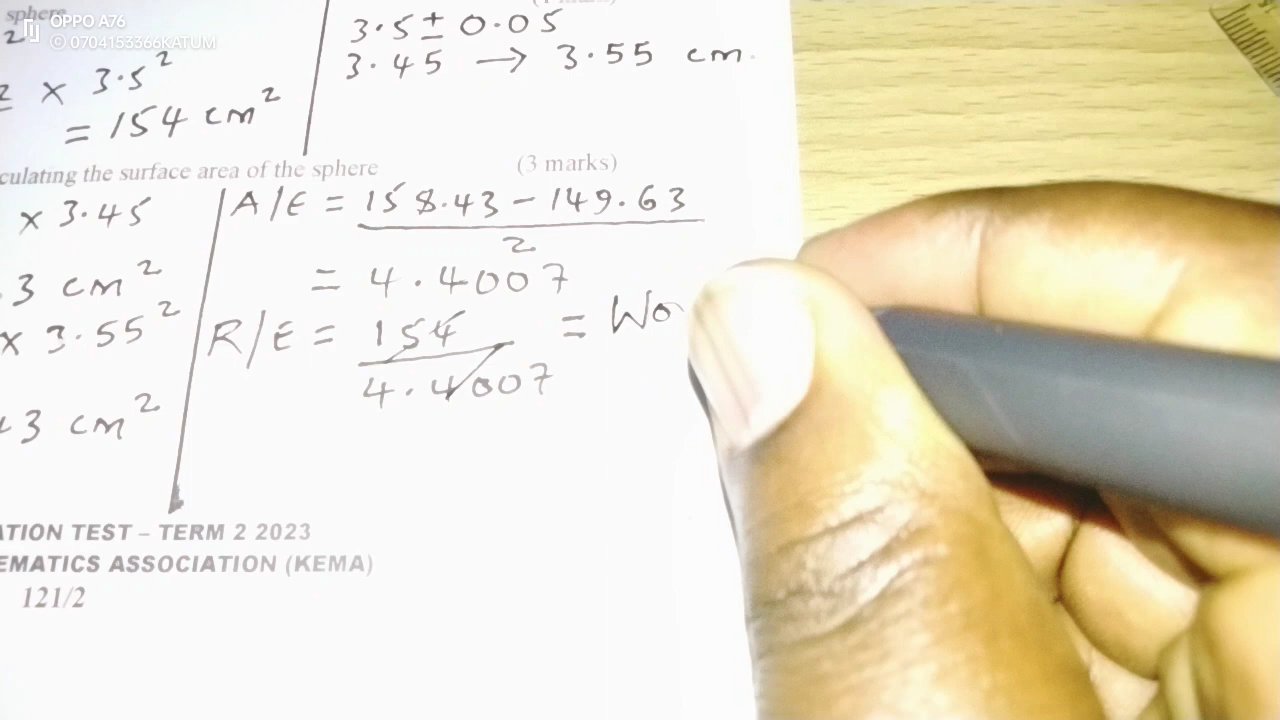 sphere
OPPO A76
© 0704153366KATUM
2
x 3.5²
= 154 cm²
3.5 ± 0.05
3.45 → 3.55 cm.
culating the surface area of the sphere (3 marks)
x 3.45
3 cm²
x 3.55²
3 cm²
A/E = 158.43 - 149.63
2
= 4.4007
R/E = 154 = Wo
4.4007
ATION TEST – TERM 2 2023
EMATICS ASSOCIATION (KEMA)
121/2